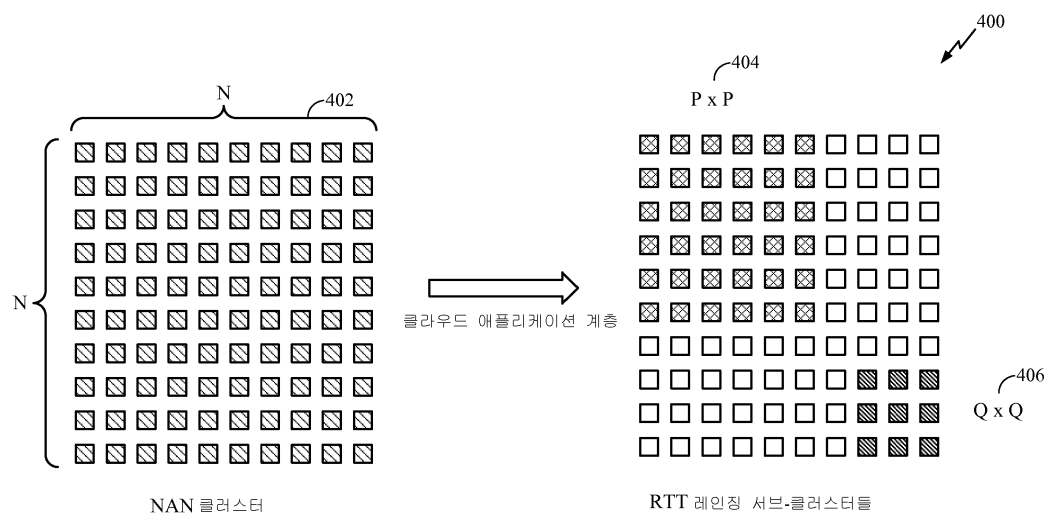 400
404
P x P
N
402
N
클라우드 애플리케이션 계층
406
Q x Q
NAN 클러스터
RTT 레인징 서브-클러스터들